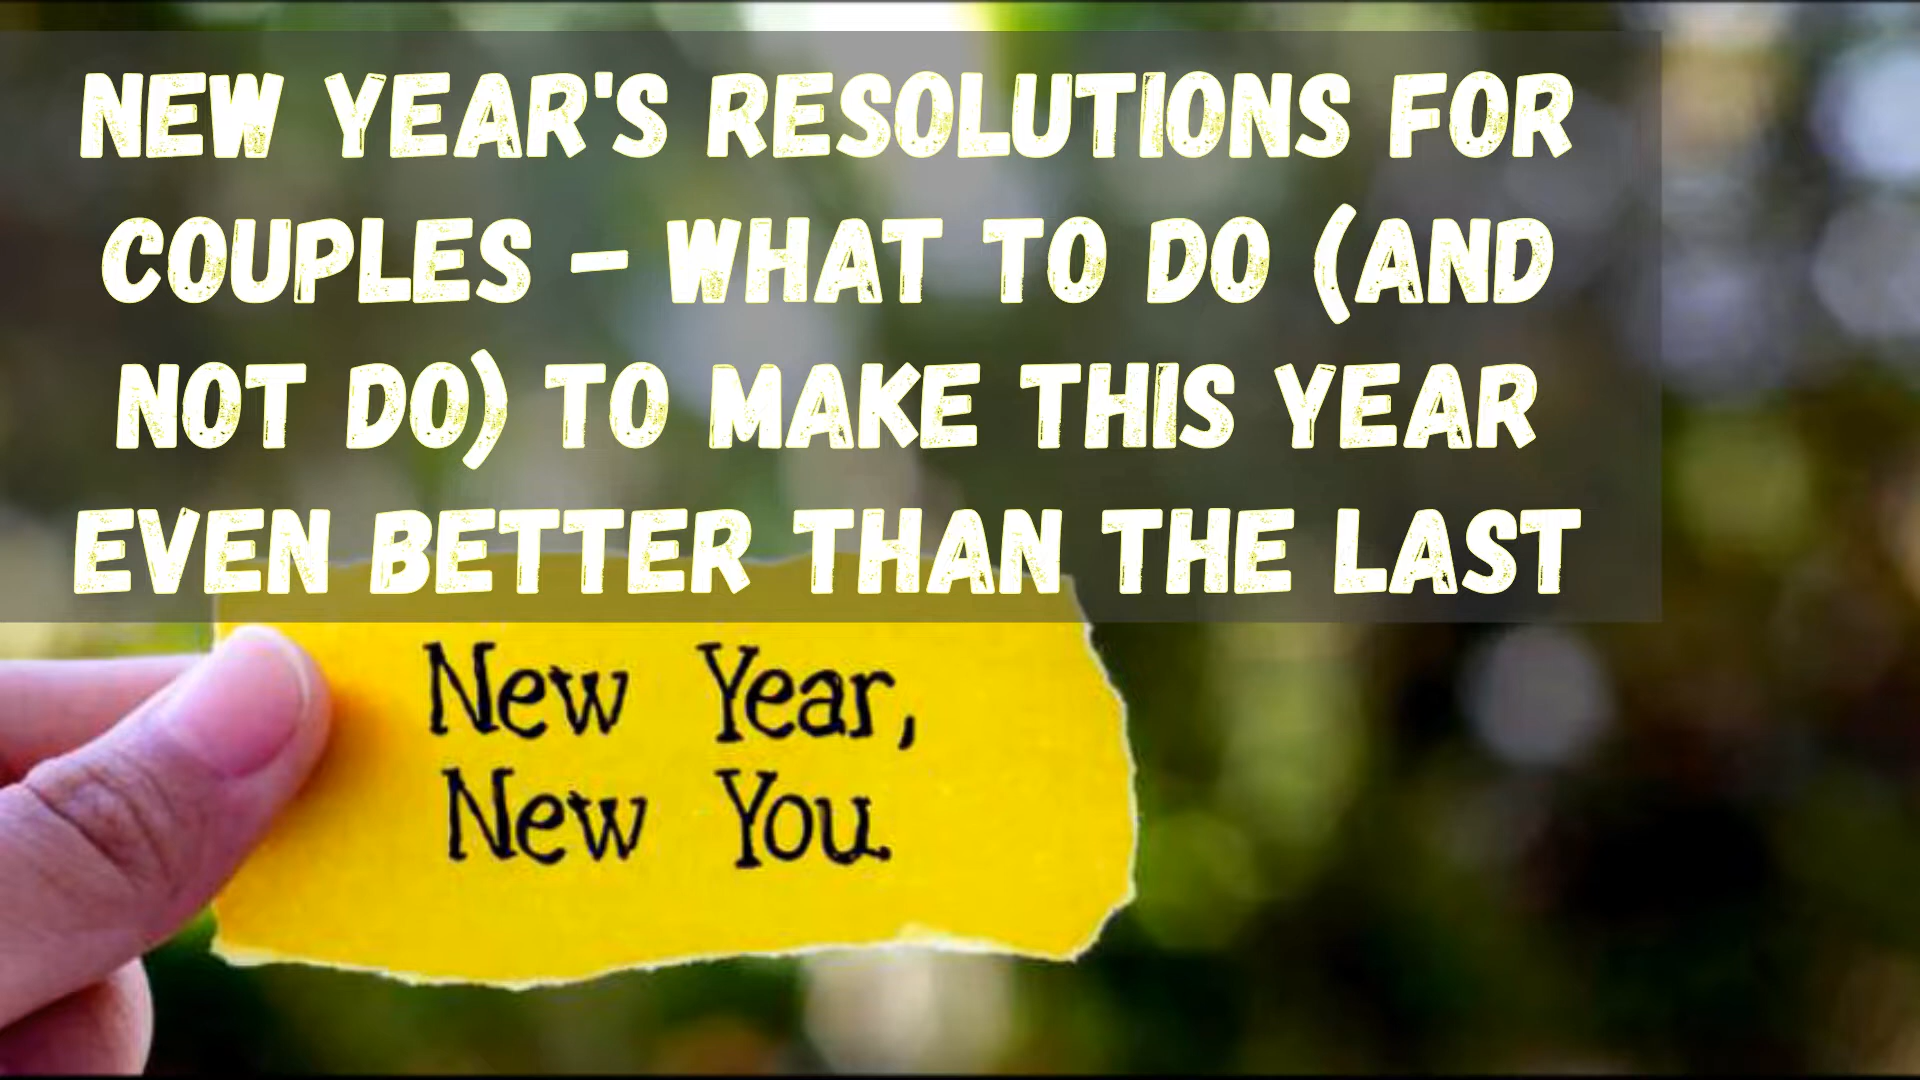 NEW YEAR'S RESOLUTIONS FOR
COUPLES - WHAT TO DO (AND
NOT DO) TO MAKE THIS YEAR
EVEN BETTER THAN THE LAST
New Year,
New You.